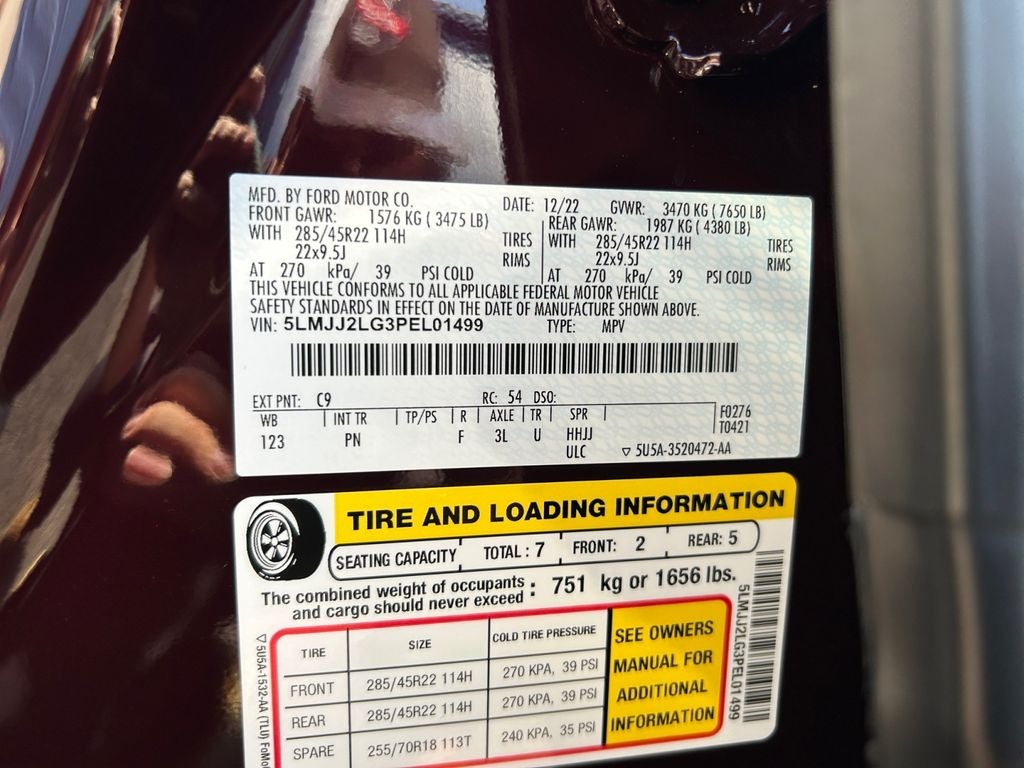 MFD. BY FORD MOTOR CO. DATE: 12/22 GVWR: 3470 KG ( 7650 LB)
FRONT GAWR: 1576 KG ( 3475 LB) REAR GAWR: 1987 KG ( 4380 LB)
WITH 285/45R22 114H TIRES WITH 285/45R22 114H TIRES
22x9.5J RIMS 22x9.5J RIMS
AT 270 kPa/ 39 PSI COLD AT 270 kPa/ 39 PSI COLD
THIS VEHICLE CONFORMS TO ALL APPLICABLE FEDERAL MOTOR VEHICLE
SAFETY STANDARDS IN EFFECT ON THE DATE OF MANUFACTURE SHOWN ABOVE.
VIN: 5LMJJ2LG3PEL01499 TYPE: MPV
EXT PNT: C9 RC: 54 DSO:
WB INT TR TP/PS R AXLE TR SPR F0276
123 PN F 3L U HHJJ T0421
ULC ▽ 5U5A-3520472-AA
TIRE AND LOADING INFORMATION
SEATING CAPACITY TOTAL : 7 FRONT: 2 REAR: 5
The combined weight of occupants
and cargo should never exceed : 751 kg or 1656 lbs.
TIRE SIZE COLD TIRE PRESSURE
FRONT 285/45R22 114H 270 KPA, 39 PSI
REAR 285/45R22 114H 270 KPA, 39 PSI
SPARE 255/70R18 113T 240 KPA, 35 PSI
SEE OWNERS
MANUAL FOR
ADDITIONAL
INFORMATION
5LMJJ2LG3PEL01499
▽ 5U5A-1532-AA (TLU) FoMo